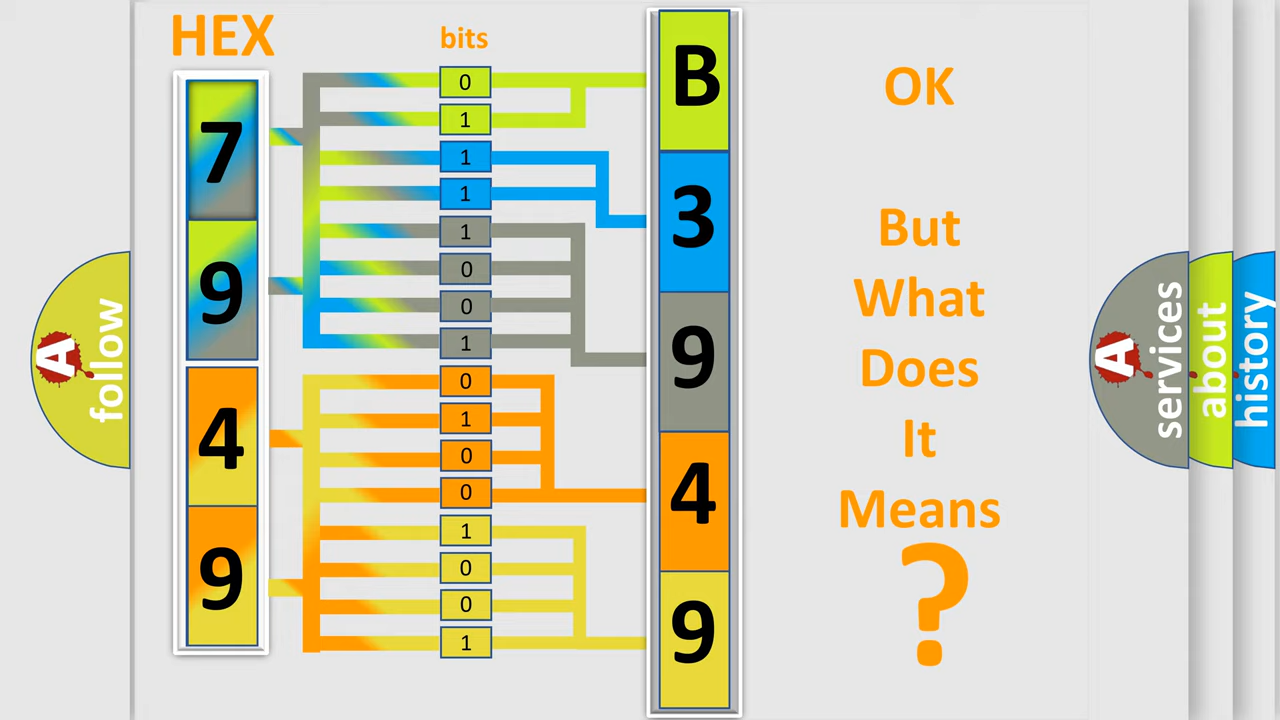 HEX
bits
7
9
4
9
0
1
1
1
1
0
0
1
0
1
0
0
1
0
0
1
B
3
9
4
9
OK
But
What
Does
It
Means
?
A
follow
A
services
about
history